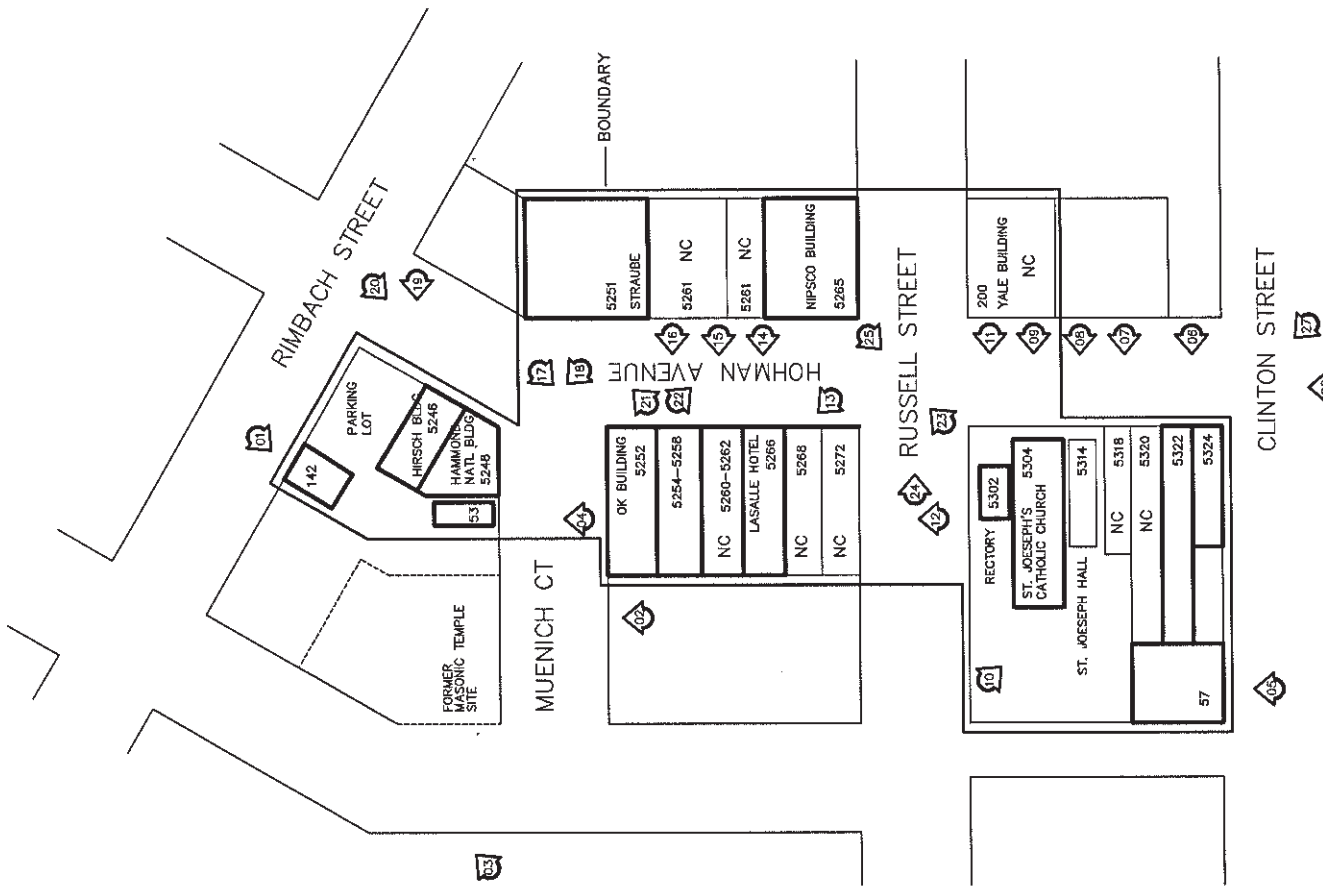 RIMBACH STREET
BOUNDARY
01
20
19
142
PARKING
LOT
HIRSCH BLDG
5246
HAMMOND
NATL BLDG
5248
53
FORMER
MASONIC TEMPLE
SITE
MUENICH CT
17
18
HOHMAN AVENUE
5251
STRAUBE
5261 NC
5261 NC
NIPSCO BUILDING
5265
16
15
14
21
22
13
25
04
02
03
OK BUILDING
5252
5254-5258
NC 5260-5262
LASALLE HOTEL
5266
NC 5268
NC 5272
RUSSELL STREET
23
24
12
200
YALE BUILDING
NC
11
09
08
07
RECTORY
5302
ST. JOESEPH'S 5304
CATHOLIC CHURCH
ST. JOESEPH HALL
5314
NC 5318
NC 5320
5322
5324
57
10
05
27
CLINTON STREET